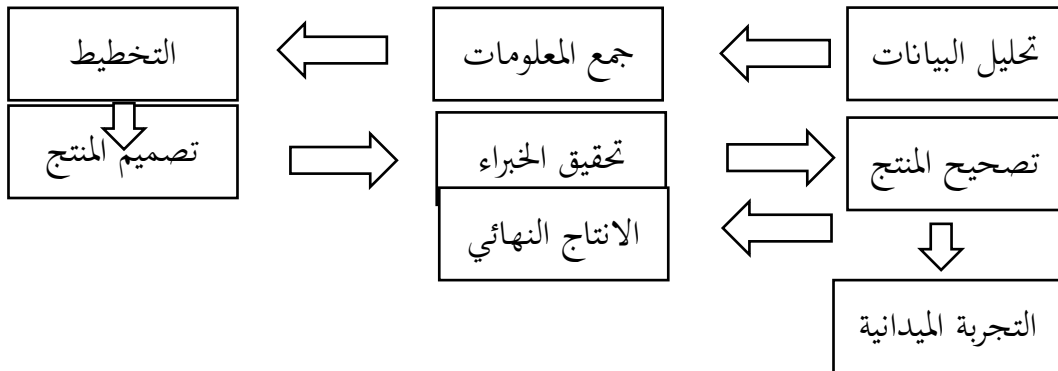 تحليل البيانات
جمع المعلومات
التخطيط
تصميم المنتج
تحقيق الخبراء
تصحيح المنتج
الانتاج النهائي
التجربة الميدانية